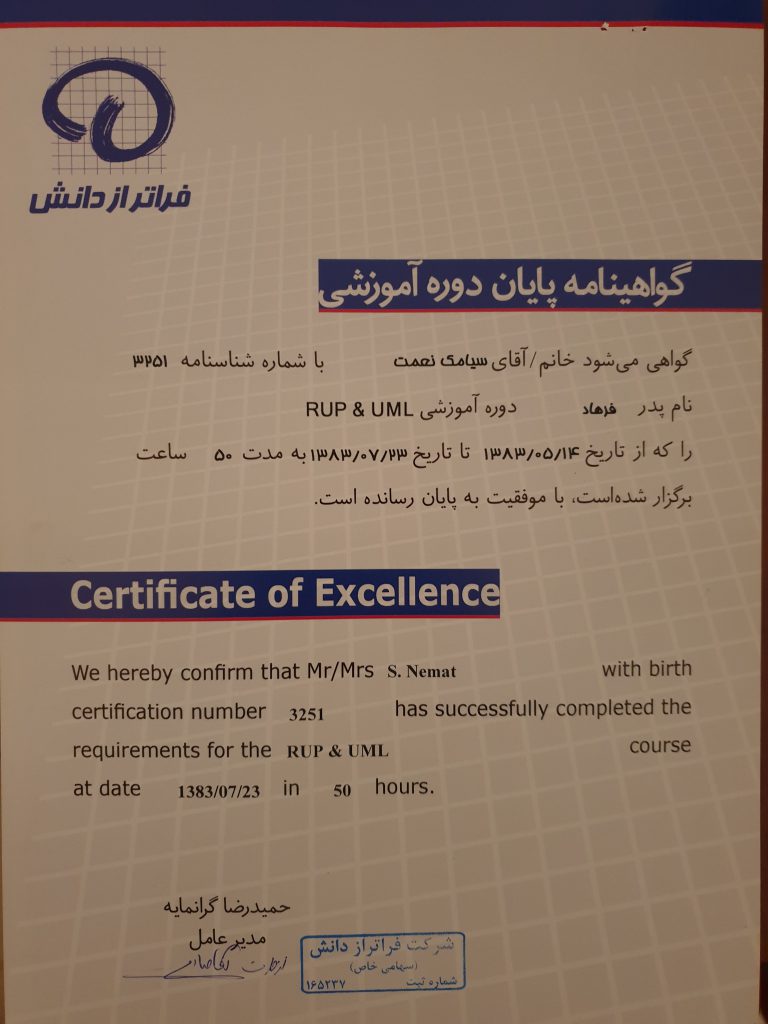 فراتر از دانش
گواهینامه پایان دوره آموزشی
گواهی می‌شود خانم/آقای سیامک نعمت با شماره شناسنامه ۳۲۵۱
نام پدر فرهاد دوره آموزشی RUP & UML
را که از تاریخ ۱۳۸۳/۰۵/۱۴ تا تاریخ ۱۳۸۳/۰۷/۲۳ به مدت ۵۰ ساعت
برگزار شده‌است، با موفقیت به پایان رسانده است.
Certificate of Excellence
We hereby confirm that Mr/Mrs S. Nemat with birth
certification number 3251 has successfully completed the
requirements for the RUP & UML course
at date 1383/07/23 in 50 hours.
حمیدرضا گرانمایه
مدیر عامل
شرکت فراتر از دانش
(سهامی خاص)
شماره ثبت ۱۶۵۲۳۷